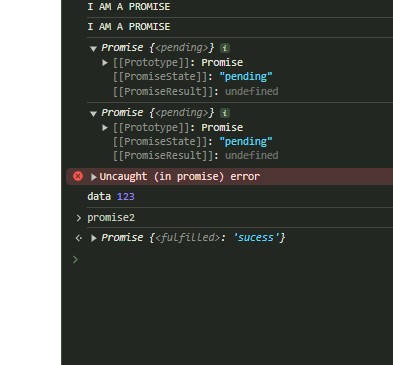 I AM A PROMISE
I AM A PROMISE
▼ Promise {<pending>} i
▶ [[Prototype]]: Promise
[[PromiseState]]: "pending"
[[PromiseResult]]: undefined
▼ Promise {<pending>} i
▶ [[Prototype]]: Promise
[[PromiseState]]: "pending"
[[PromiseResult]]: undefined
▶ Uncaught (in promise) error
data 123
> promise2
▶ Promise {<fulfilled>: 'sucess'}
>